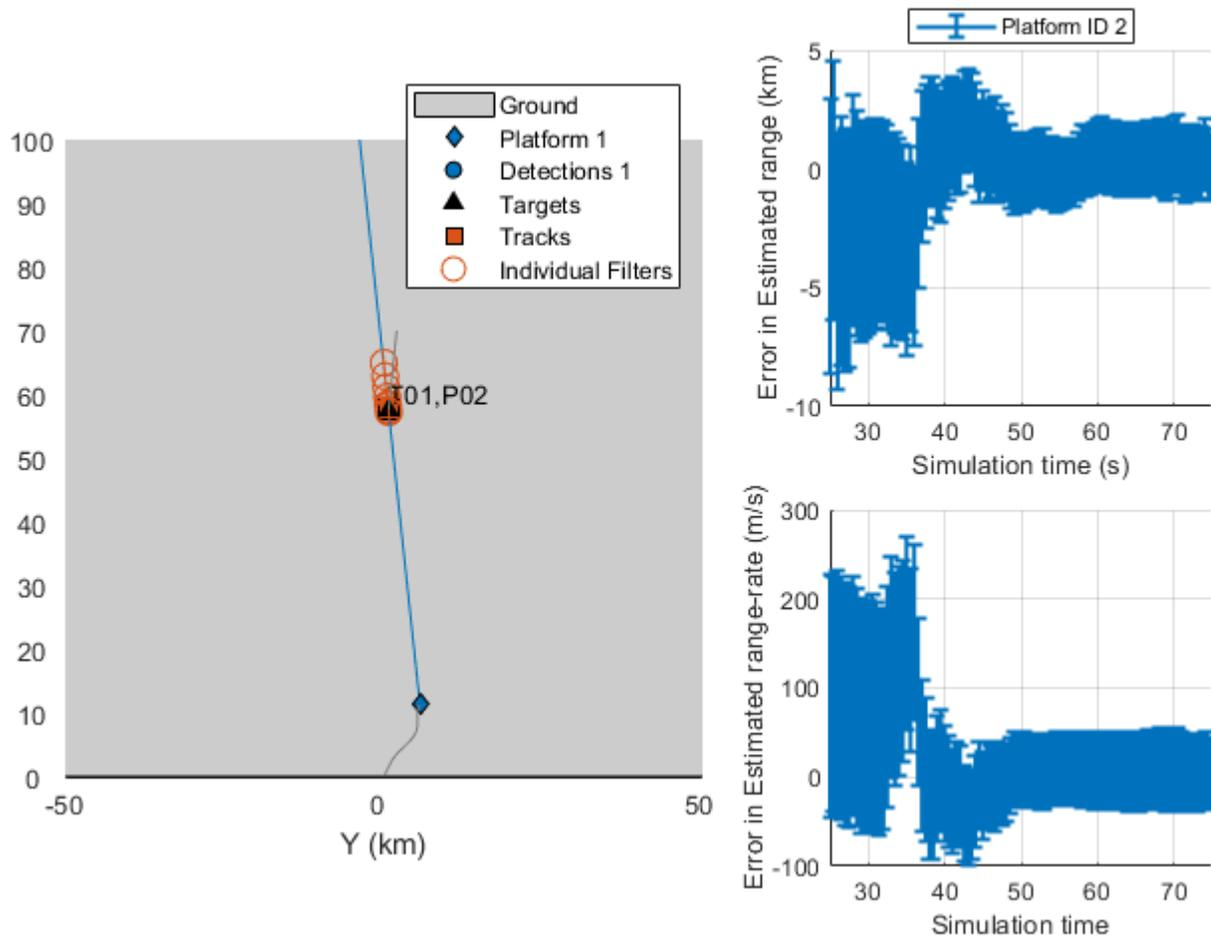 Platform ID 2
Ground
Platform 1
Detections 1
Targets
Tracks
Individual Filters
100
90
80
70
60
50
40
30
20
10
0
-50
0
50
Y (km)
T01,P02
5
0
-5
-10
Error in Estimated range (km)
30
40
50
60
70
Simulation time (s)
300
200
100
0
-100
Error in Estimated range-rate (m/s)
30
40
50
60
70
Simulation time